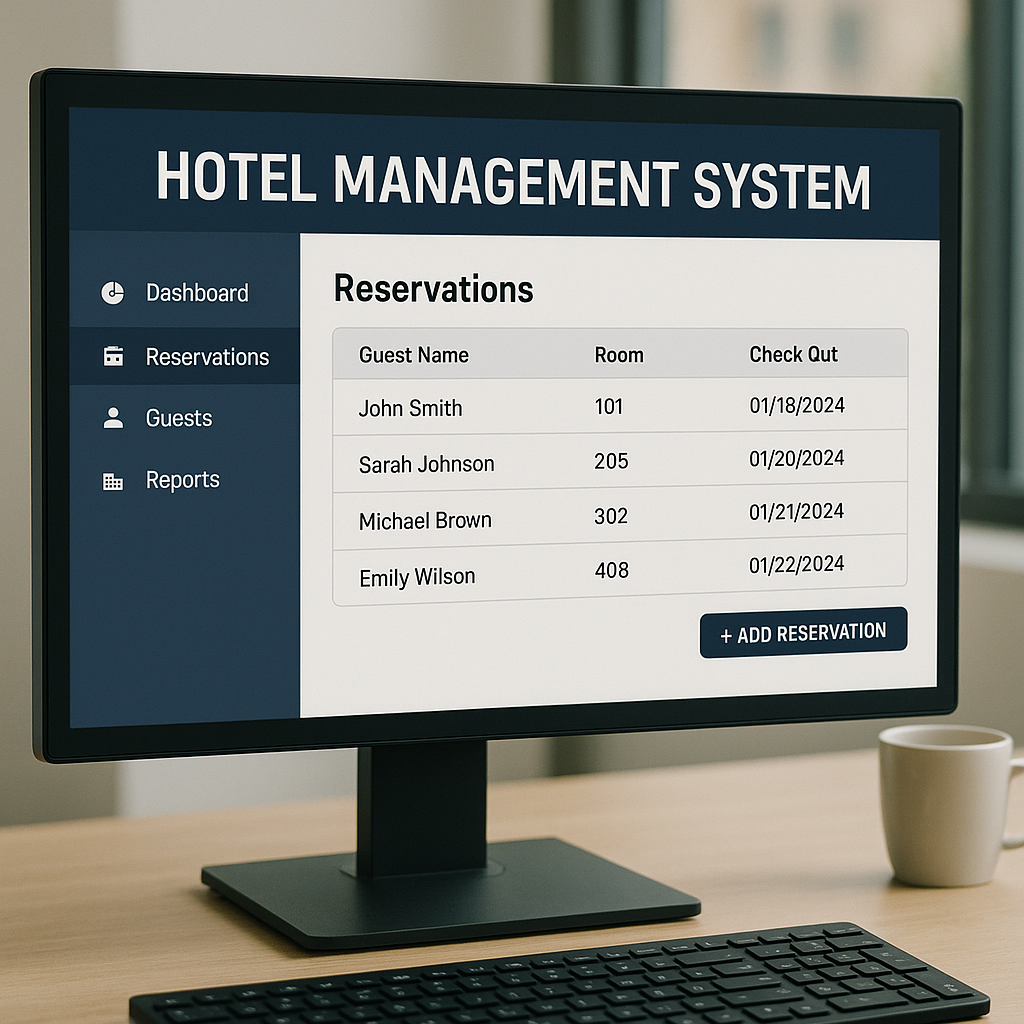 HOTEL MANAGEMENT SYSTEM
Dashboard
Reservations
Guests
Reports
Reservations
Guest Name Room Check Qut
John Smith 101 01/18/2024
Sarah Johnson 205 01/20/2024
Michael Brown 302 01/21/2024
Emily Wilson 408 01/22/2024
+ ADD RESERVATION